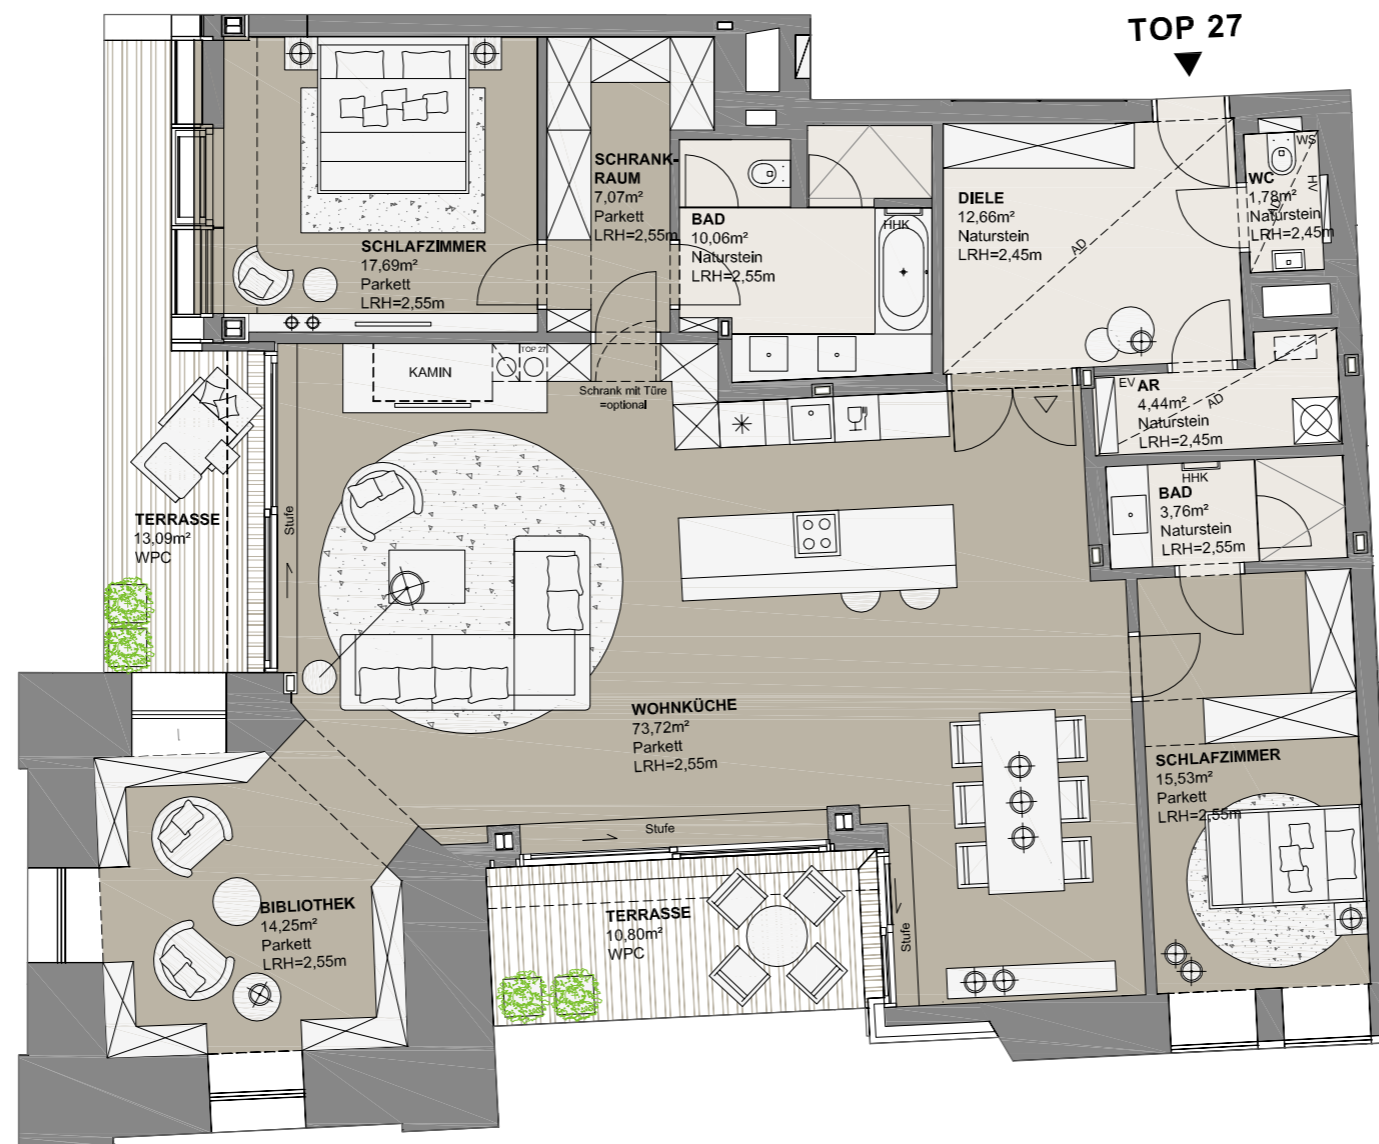 TOP 27
SCHRANK-
RAUM
7,07m²
Parkett
LRH=2,55m
SCHLAFZIMMER
17,69m²
Parkett
LRH=2,55m
BAD
10,06m²
Naturstein
LRH=2,55m
HHK
DIELE
12,66m²
Naturstein
LRH=2,45m
AD
WS
HV
WC
1,78m²
AD
Naturstein
LRH=2,45m
KAMIN
TOP 27
Schrank mit Türe
=optional
EV
AR
4,44m²
AD
Naturstein
LRH=2,45m
HHK
BAD
3,76m²
Naturstein
LRH=2,55m
Stufe
TERRASSE
13,09m²
WPC
WOHNKÜCHE
73,72m²
Parkett
LRH=2,55m
SCHLAFZIMMER
15,53m²
Parkett
LRH=2,55m
Stufe
BIBLIOTHEK
14,25m²
Parkett
LRH=2,55m
TERRASSE
10,80m²
WPC
Stufe